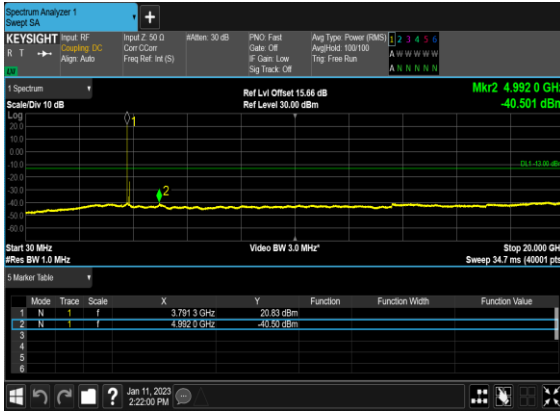 Spectrum Analyzer 1
Swept SA
+
KEYSIGHT
R T
Input: RF
Coupling: DC
Align: Auto
Input Z: 50 Ω
Corr CCorr
Freq Ref: Int (S)
#Atten: 30 dB
PNO: Fast
Gate: Off
IF Gain: Low
Sig Track: Off
Avg Type: Power (RMS)
Avg|Hold: 100/100
Trig: Free Run
1 2 3 4 5 6
A W W W W W
A N N N N N
1 Spectrum
Scale/Div 10 dB
Ref Lvl Offset 15.66 dB
Ref Level 30.00 dBm
Mkr2 4.992 0 GHz
-40.501 dBm
Log
20.0
10.0
0.00
-10.0
-20.0
-30.0
-40.0
-50.0
-60.0
1
2
DL1 -13.00 dBm
Start 30 MHz
#Res BW 1.0 MHz
Video BW 3.0 MHz*
Stop 20.000 GHz
Sweep 34.7 ms (40001 pts)
5 Marker Table
Mode Trace Scale X Y Function Function Width Function Value
1 N 1 f 3.791 3 GHz 20.83 dBm
2 N 1 f 4.992 0 GHz -40.50 dBm
3
4
5
6
?
Jan 11, 2023
2:22:00 PM